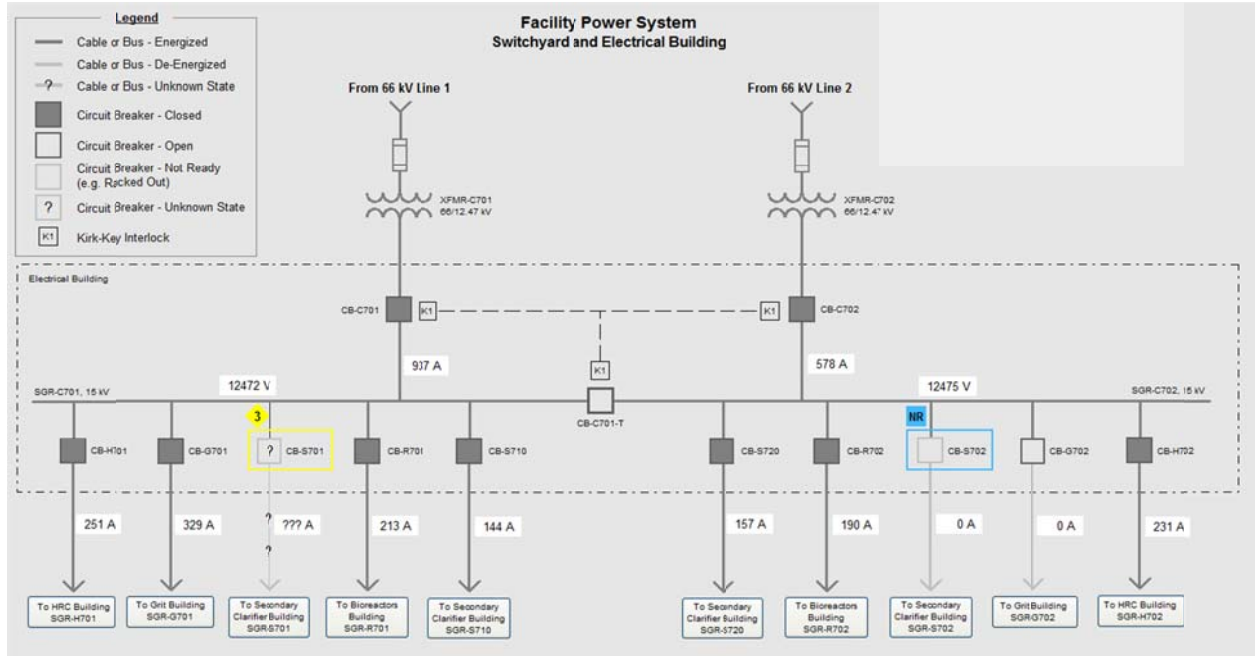 Legend
Cable or Bus - Energized
Cable or Bus - De-Energized
?
Cable or Bus - Unknown State
Circuit Breaker - Closed
Circuit Breaker - Open
Circuit Breaker - Not Ready
(e.g. Racked Out)
?
Circuit Breaker - Unknown State
K1
Kirk-Key Interlock
Facility Power System
Switchyard and Electrical Building
From 66 kV Line 1
From 66 kV Line 2
XFMR-C701
66/12.47 kV
XFMR-C702
66/12.47 kV
Electrical Building
CB-C701
K1
K1
CB-C702
907 A
K1
578 A
SGR-C701, 15 kV
12472 V
CB-C701-T
12475 V
SGR-C702, 15 kV
3
NR
CB-H701
CB-G701
?
CB-S701
CB-R701
CB-S710
CB-S720
CB-R702
CB-S702
CB-G702
CB-H702
251 A
329 A
?
??? A
?
213 A
144 A
157 A
190 A
0 A
0 A
231 A
To HRC Building
SGR-H701
To Grit Building
SGR-G701
To Secondary
Clarifier Building
SGR-S701
To Bioreactors
Building
SGR-R701
To Secondary
Clarifier Building
SGR-S710
To Secondary
Clarifier Building
SGR-S720
To Bioreactors
Building
SGR-R702
To Secondary
Clarifier Building
SGR-S702
To Grit Building
SGR-G702
To HRC Building
SGR-H702